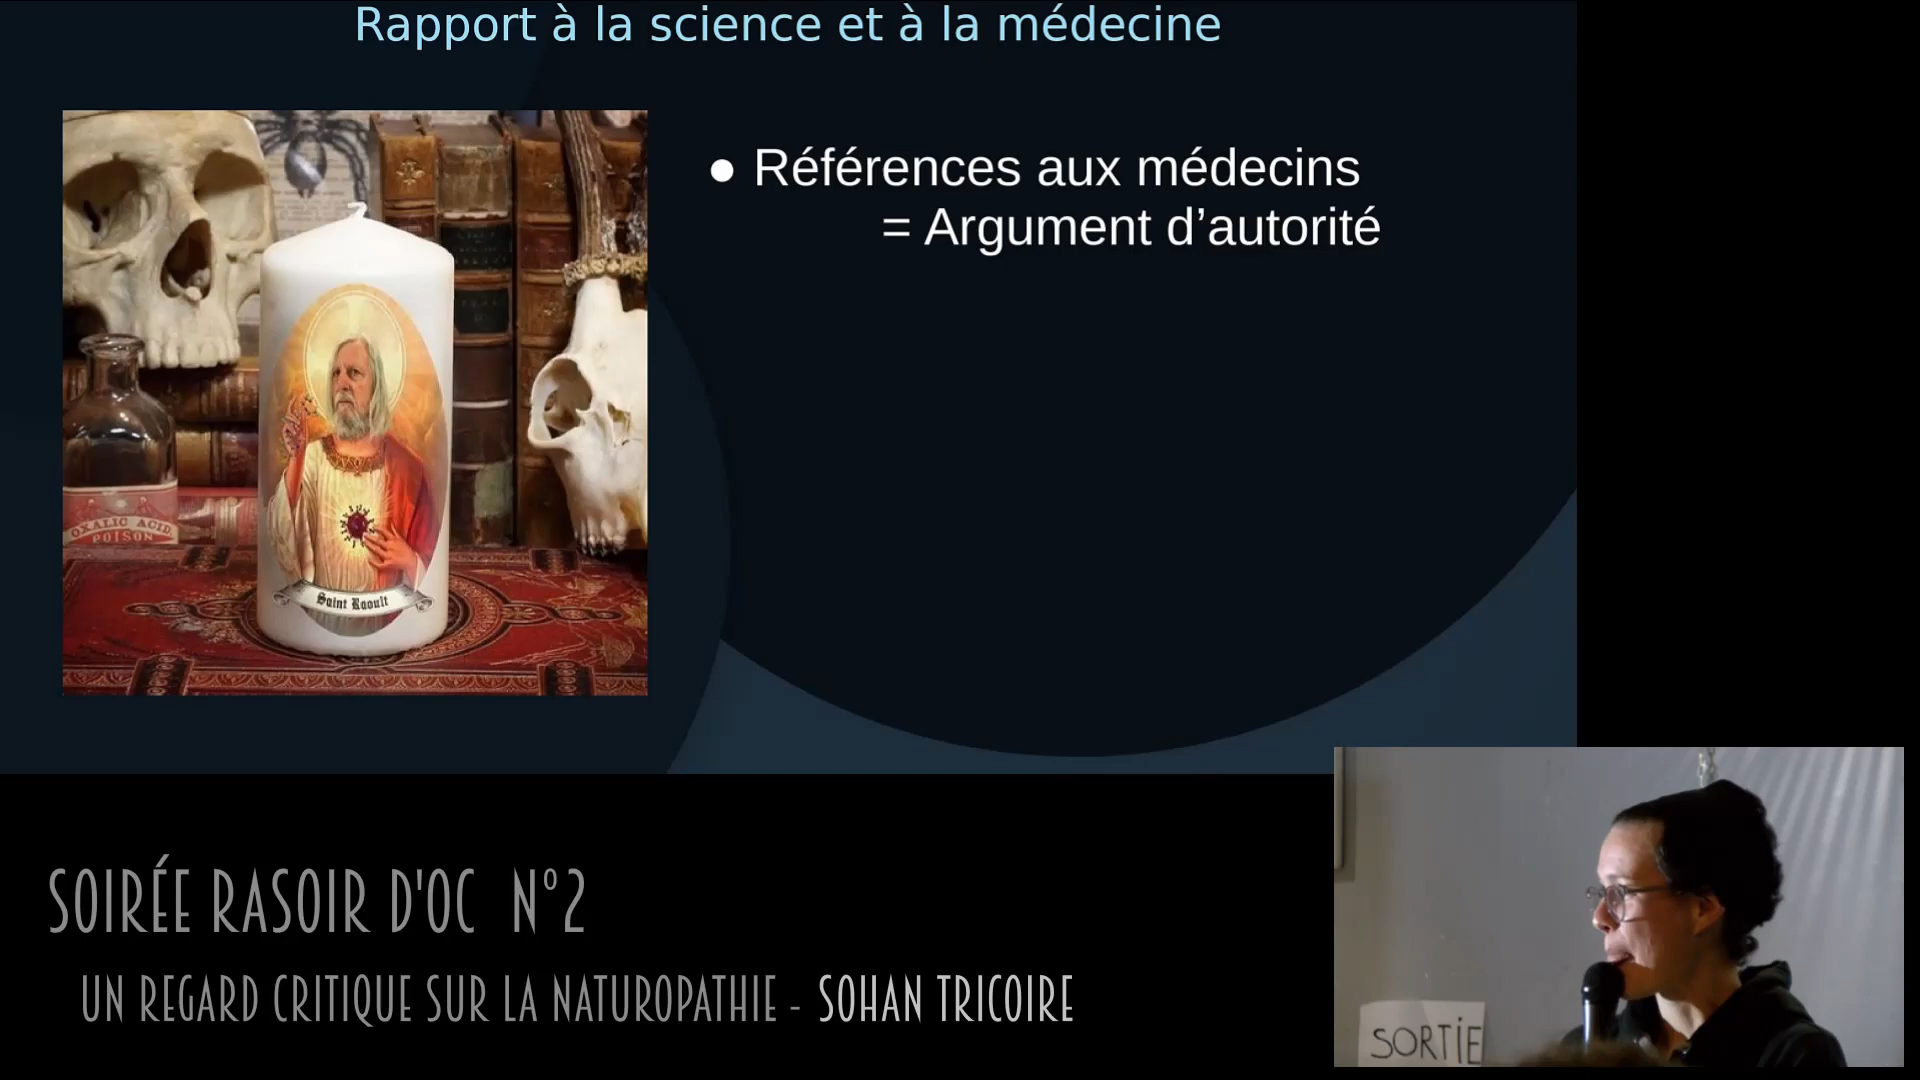 Rapport à la science et à la médecine
● Références aux médecins
= Argument d’autorité
OXALIC ACID
POISON
Saint Raoult
SOIRÉE RASOIR D'OC N°2
UN REGARD CRITIQUE SUR LA NATUROPATHIE - SOHAN TRICOIRE
SORTIE